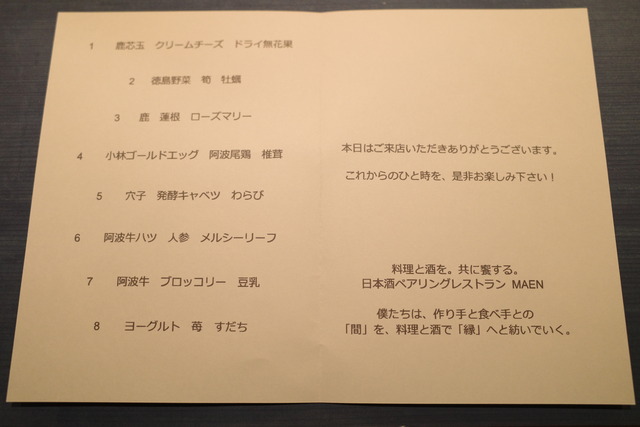 1 鹿芯玉 クリームチーズ ドライ無花果
2 徳島野菜 筍 牡蠣
3 鹿 蓮根 ローズマリー
4 小林ゴールドエッグ 阿波尾鶏 椎茸
5 穴子 発酵キャベツ わらび
6 阿波牛ハツ 人参 メルシーリーフ
7 阿波牛 ブロッコリー 豆乳
8 ヨーグルト 苺 すだち
本日はご来店いただきありがとうございます。
これからのひと時を、是非お楽しみ下さい！
料理と酒を。共に饗する。
日本酒ペアリングレストラン MAEN
僕たちは、作り手と食べ手との
「間」を、料理と酒で「縁」へと紡いでいく。